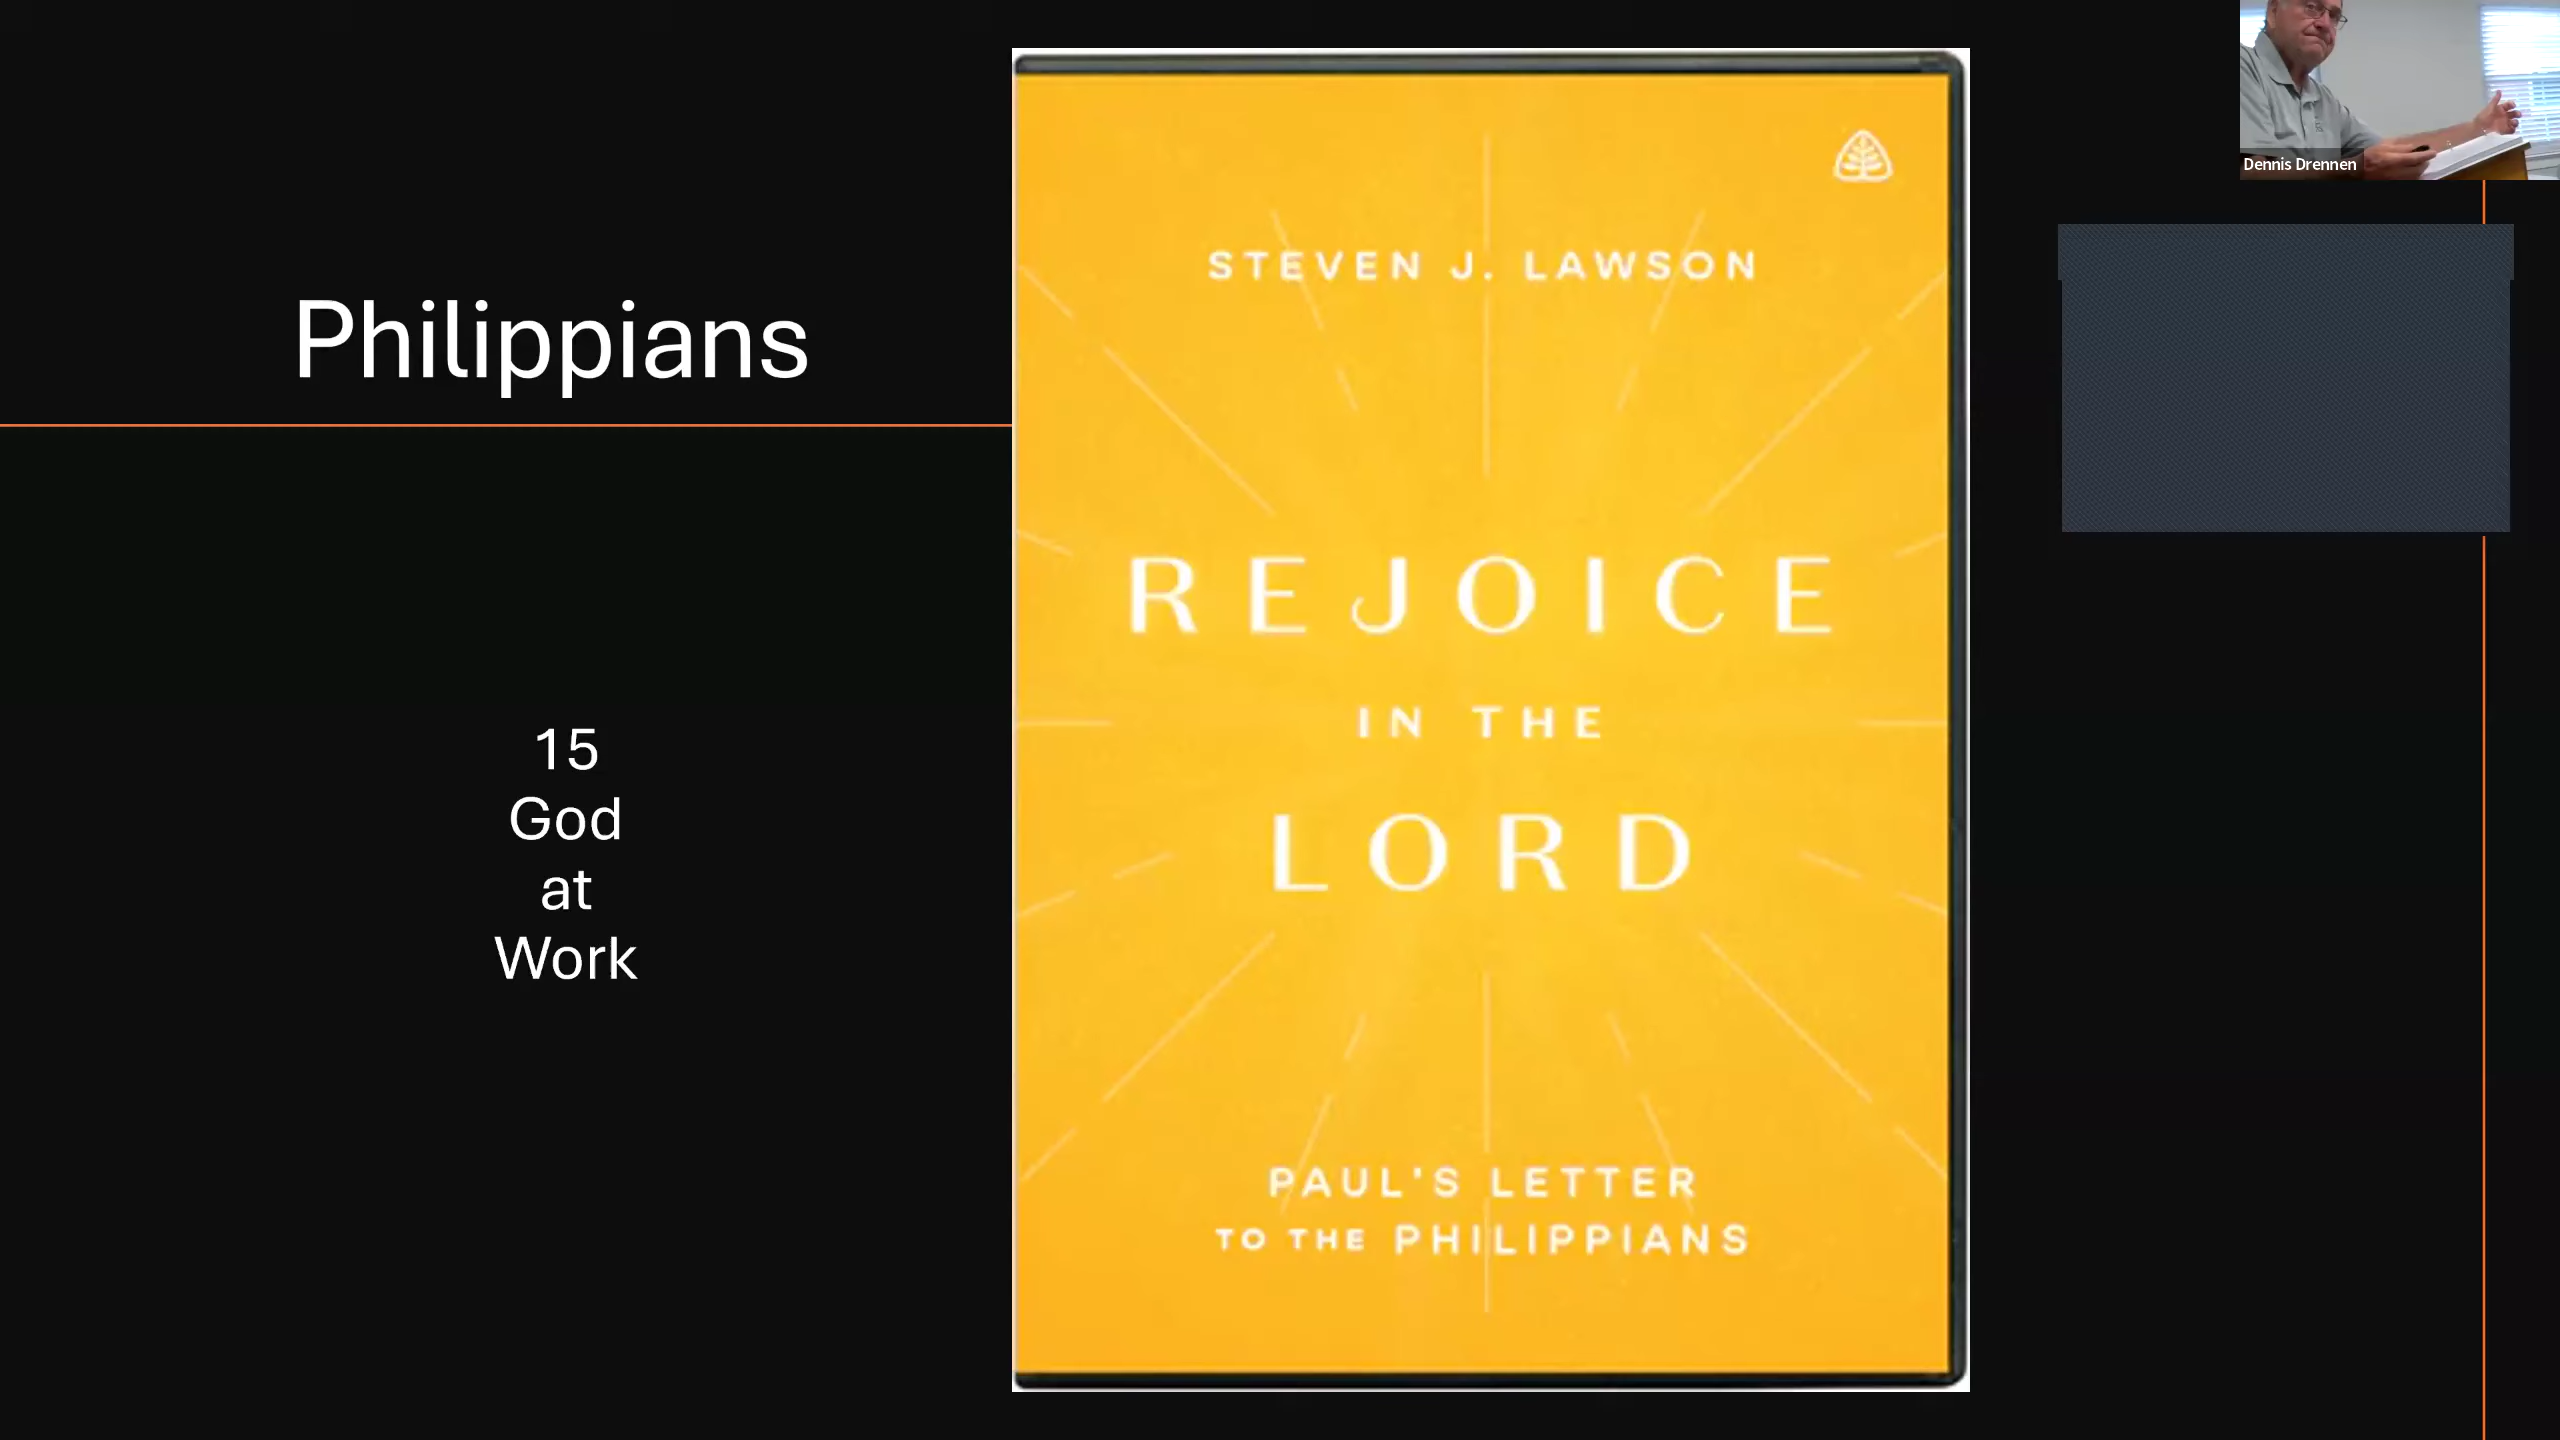 Philippians
15
God
at
Work
STEVEN J. LAWSON
REJOICE
IN THE
LORD
PAUL'S LETTER
TO THE PHILIPPIANS
Dennis Drennen